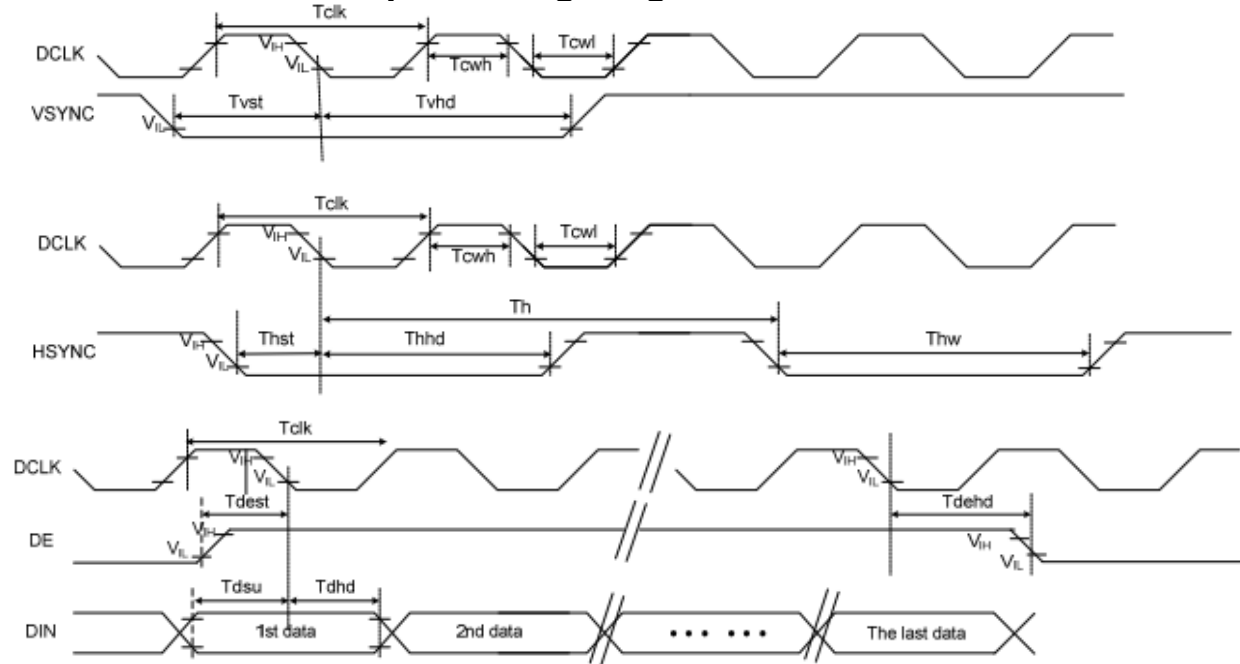 Tclk
DCLK
VIH
VIL
Tcwh
Tcwl
VSYNC
VIL
Tvst
Tvhd
Tclk
DCLK
VIH
VIL
Tcwh
Tcwl
Th
HSYNC
VIH
VIL
Thst
Thhd
Thw
Tclk
DCLK
VIH
VIL
VIH
VIL
Tdest
Tdehd
DE
VIH
VIL
VIH
VIL
Tdsu
Tdhd
DIN
1st data
2nd data
• • • • • •
The last data